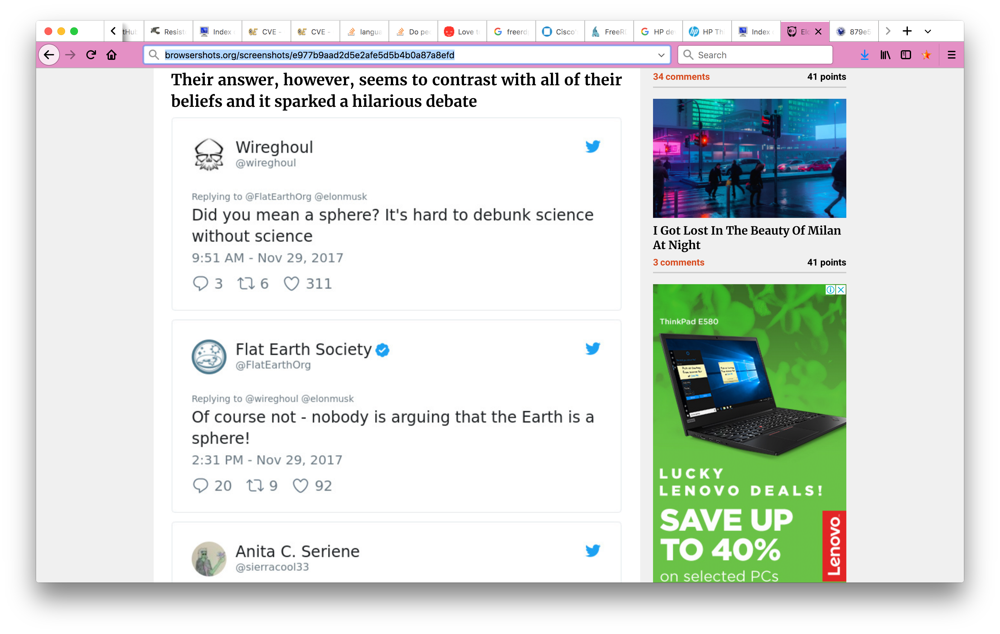 tHub
Resist
Index
CVE -
CVE -
langua
Do pe
Love t
freerd
Cisco'
FreeR
HP de
HP Thi
Index
Elo
879e5
browsershots.org/screenshots/e977b9aad2d5e2afe5d5b4b0a87a8efd
Search
Their answer, however, seems to contrast with all of their
beliefs and it sparked a hilarious debate
Wireghoul
@wireghoul
Replying to @FlatEarthOrg @elonmusk
Did you mean a sphere? It's hard to debunk science
without science
9:51 AM - Nov 29, 2017
3 6 311
Flat Earth Society
@FlatEarthOrg
Replying to @wireghoul @elonmusk
Of course not - nobody is arguing that the Earth is a
sphere!
2:31 PM - Nov 29, 2017
20 9 92
Anita C. Seriene
@sierracool33
34 comments 41 points
I Got Lost In The Beauty Of Milan
At Night
3 comments 41 points
ThinkPad E580
LUCKY
LENOVO DEALS!
SAVE UP
TO 40%
on selected PCs
Lenovo